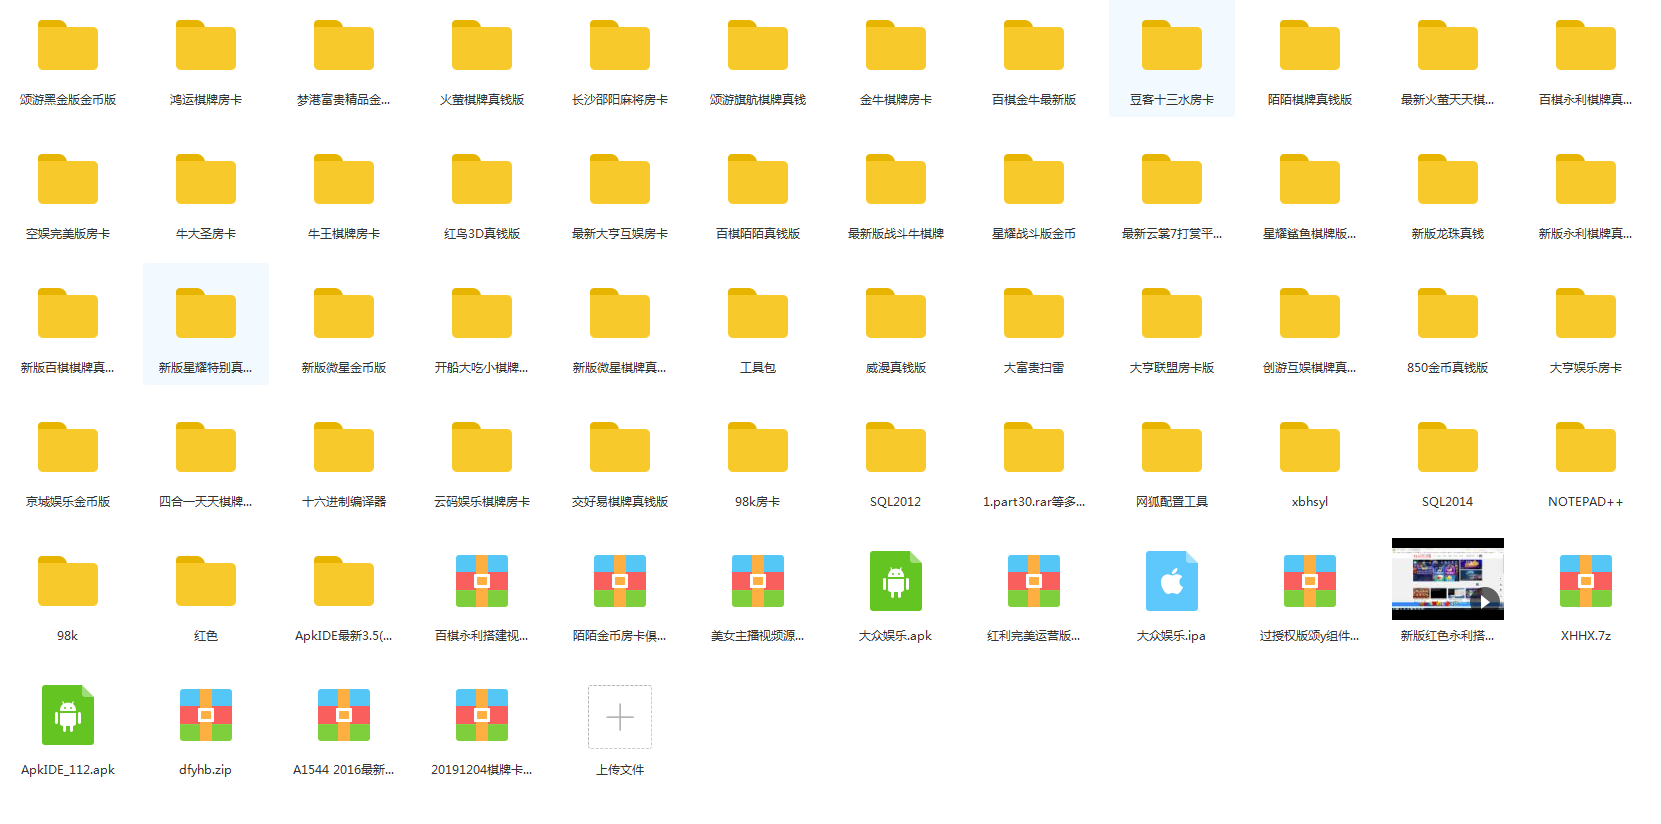 颂游黑金版金币版
鸿运棋牌房卡
梦港富贵精品金...
火萤棋牌真钱版
长沙邵阳麻将房卡
颂游旗航棋牌真钱
金牛棋牌房卡
百棋金牛最新版
豆客十三水房卡
陌陌棋牌真钱版
最新火萤天天棋...
百棋永利棋牌真...
空娱完美版房卡
牛大圣房卡
牛王棋牌房卡
红鸟3D真钱版
最新大亨互娱房卡
百棋陌陌真钱版
最新版战斗牛棋牌
星耀战斗版金币
最新云裳7打赏平...
星耀鲨鱼棋牌版...
新版龙珠真钱
新版永利棋牌真...
新版百棋棋牌真...
新版星耀特别真...
新版微星金币版
开船大吃小棋牌...
新版微星棋牌真...
工具包
威漫真钱版
大富贵扫雷
大亨联盟房卡版
创游互娱棋牌真...
850金币真钱版
大亨娱乐房卡
京城娱乐金币版
四合一天天棋牌...
十六进制编译器
云码娱乐棋牌房卡
交好易棋牌真钱版
98k房卡
SQL2012
1.part30.rar等多...
网狐配置工具
xbhsyl
SQL2014
NOTEPAD++
98k
红色
ApkIDE最新3.5(...
百棋永利搭建视...
陌陌金币房卡俱...
美女主播视频源...
大众娱乐.apk
红利完美运营版...
大众娱乐.ipa
过授权版颂y组件...
新版红色永利搭...
XHHX.7z
ApkIDE_112.apk
dfyhb.zip
A1544 2016最新...
20191204棋牌卡...
上传文件